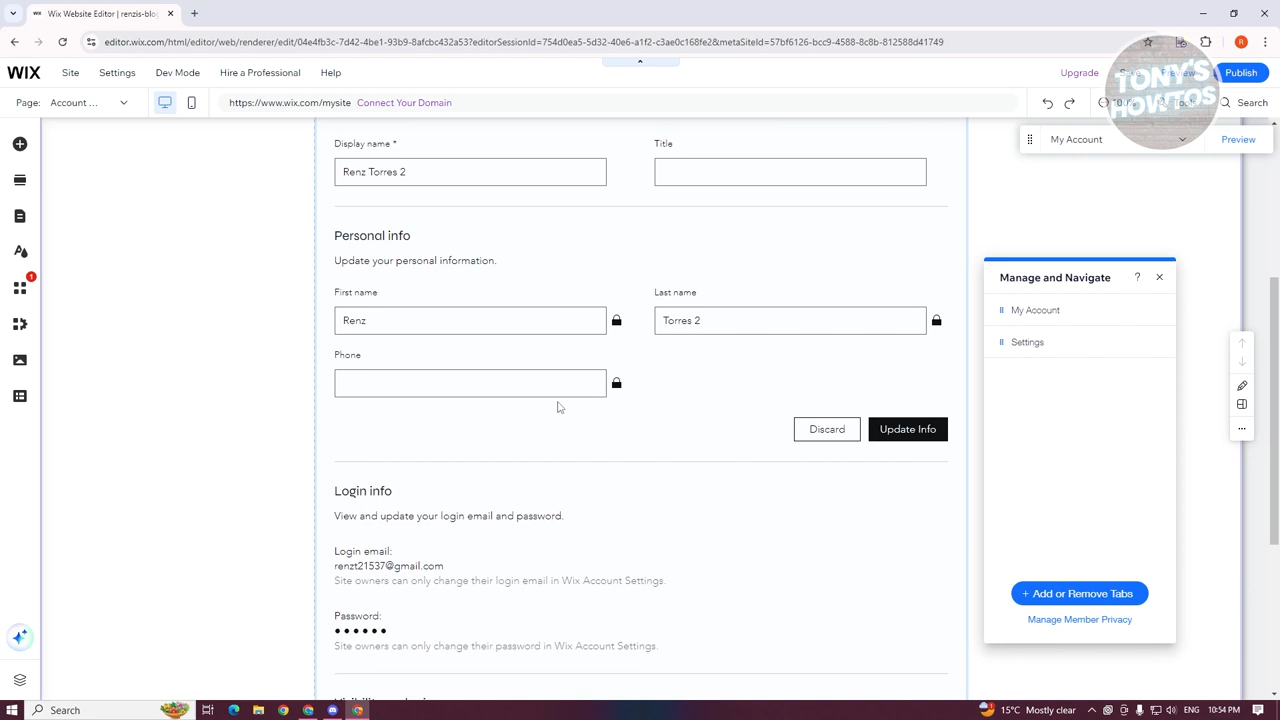 Wix Website Editor | renzis-blog
editor.wix.com/html/editor/web/renderer/edit/04e4fb3c-7d42-4be1-93b9-8afcbc432a53?editorSessionId=754d0ea5-5d32-40e6-a1f2-c3ae0c168fe2&metaSiteId=57bf6126-bcc9-4588-8c8b-812588d41749
R
WIX
Site
Settings
Dev Mode
Hire a Professional
Help
Upgrade
Save
Preview
Publish
TONY'S
HOWTOS
Page: Account ...
https://www.wix.com/mysite Connect Your Domain
100%
Tools
Search
My Account
Preview
Display name *
Title
Renz Torres 2
Personal info
Update your personal information.
First name
Last name
Renz
Torres 2
Phone
Discard
Update Info
Login info
View and update your login email and password.
Login email:
renzt21537@gmail.com
Site owners can only change their login email in Wix Account Settings.
Password:
••••••
Site owners can only change their password in Wix Account Settings.
1
Manage and Navigate
?
My Account
Settings
+ Add or Remove Tabs
Manage Member Privacy
Search
15°C Mostly clear
ENG
10:54 PM